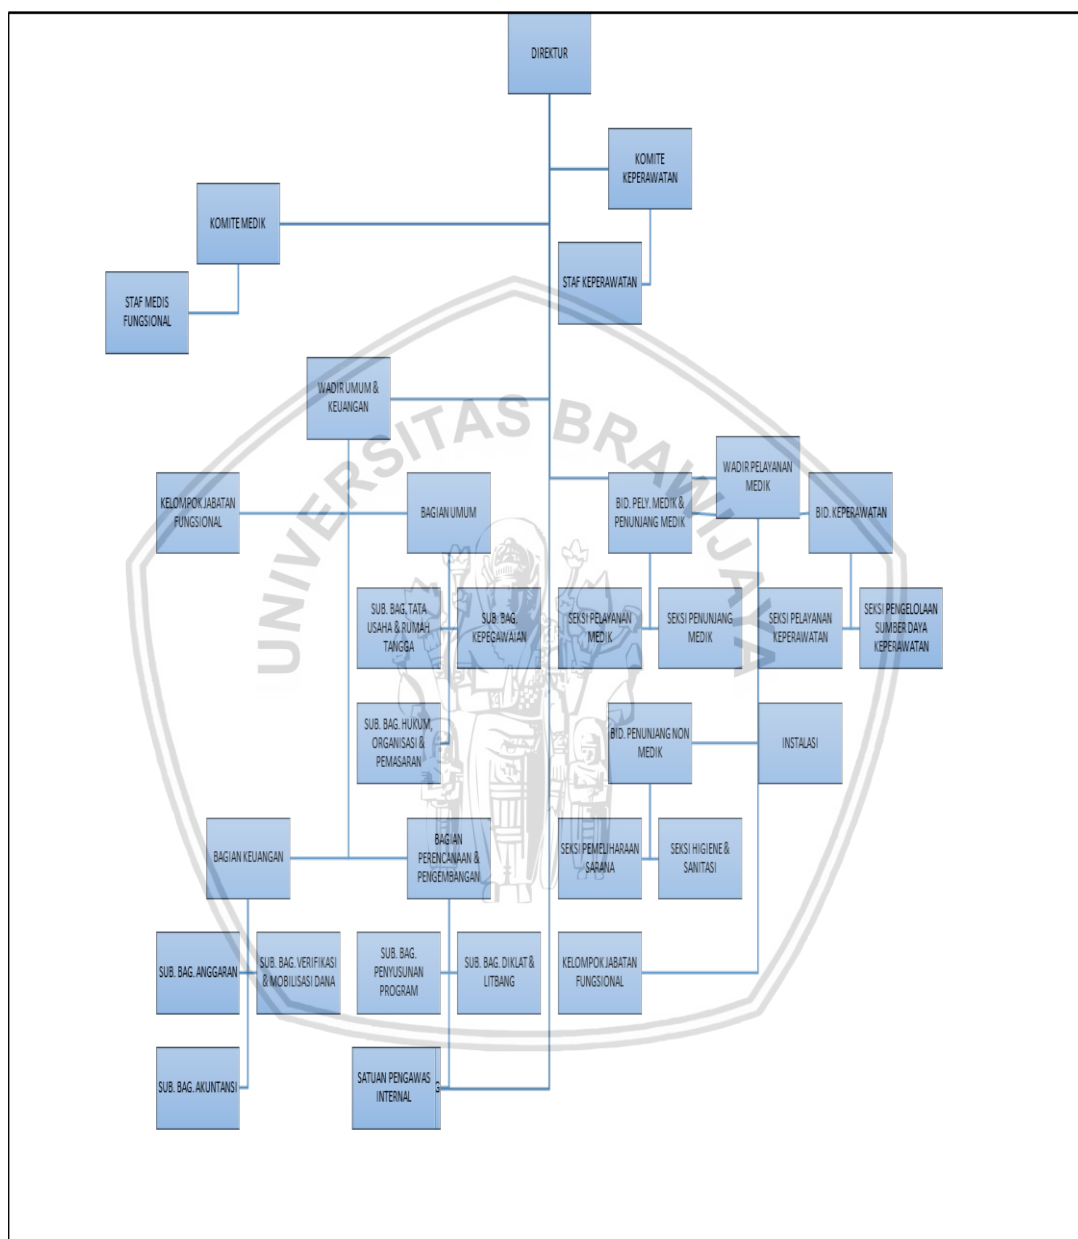 DIREKTUR
KOMITE
KEPERAWATAN
KOMITE MEDIK
STAF KEPERAWATAN
STAF MEDIS
FUNGSIONAL
WADIR UMUM &
KEUANGAN
UNIVERSITAS BRAWIJAYA
WADIR PELAYANAN
MEDIK
KELOMPOK JABATAN
FUNGSIONAL
BAGIAN UMUM
BID. PELY. MEDIK &
PENUNJANG MEDIK
BID. KEPERAWATAN
SUB. BAG. TATA
USAHA & RUMAH
TANGGA
SUB. BAG.
KEPEGAWAIAN
SEKSI PELAYANAN
MEDIK
SEKSI PENUNJANG
MEDIK
SEKSI PELAYANAN
KEPERAWATAN
SEKSI PENGELOLAAN
SUMBER DAYA
KEPERAWATAN
SUB. BAG. HUKUM,
ORGANISASI &
PEMASARAN
BID. PENUNJANG NON
MEDIK
INSTALASI
BAGIAN KEUANGAN
BAGIAN
PERENCANAAN &
PENGEMBANGAN
SEKSI PEMELIHARAAN
SARANA
SEKSI HIGIENE &
SANITASI
SUB. BAG. ANGGARAN
SUB. BAG. VERIFIKASI
& MOBILISASI DANA
SUB. BAG.
PENYUSUNAN
PROGRAM
SUB. BAG. DIKLAT &
LITBANG
KELOMPOK JABATAN
FUNGSIONAL
SUB. BAG. AKUNTANSI
SATUAN PENGAWAS
INTERNAL